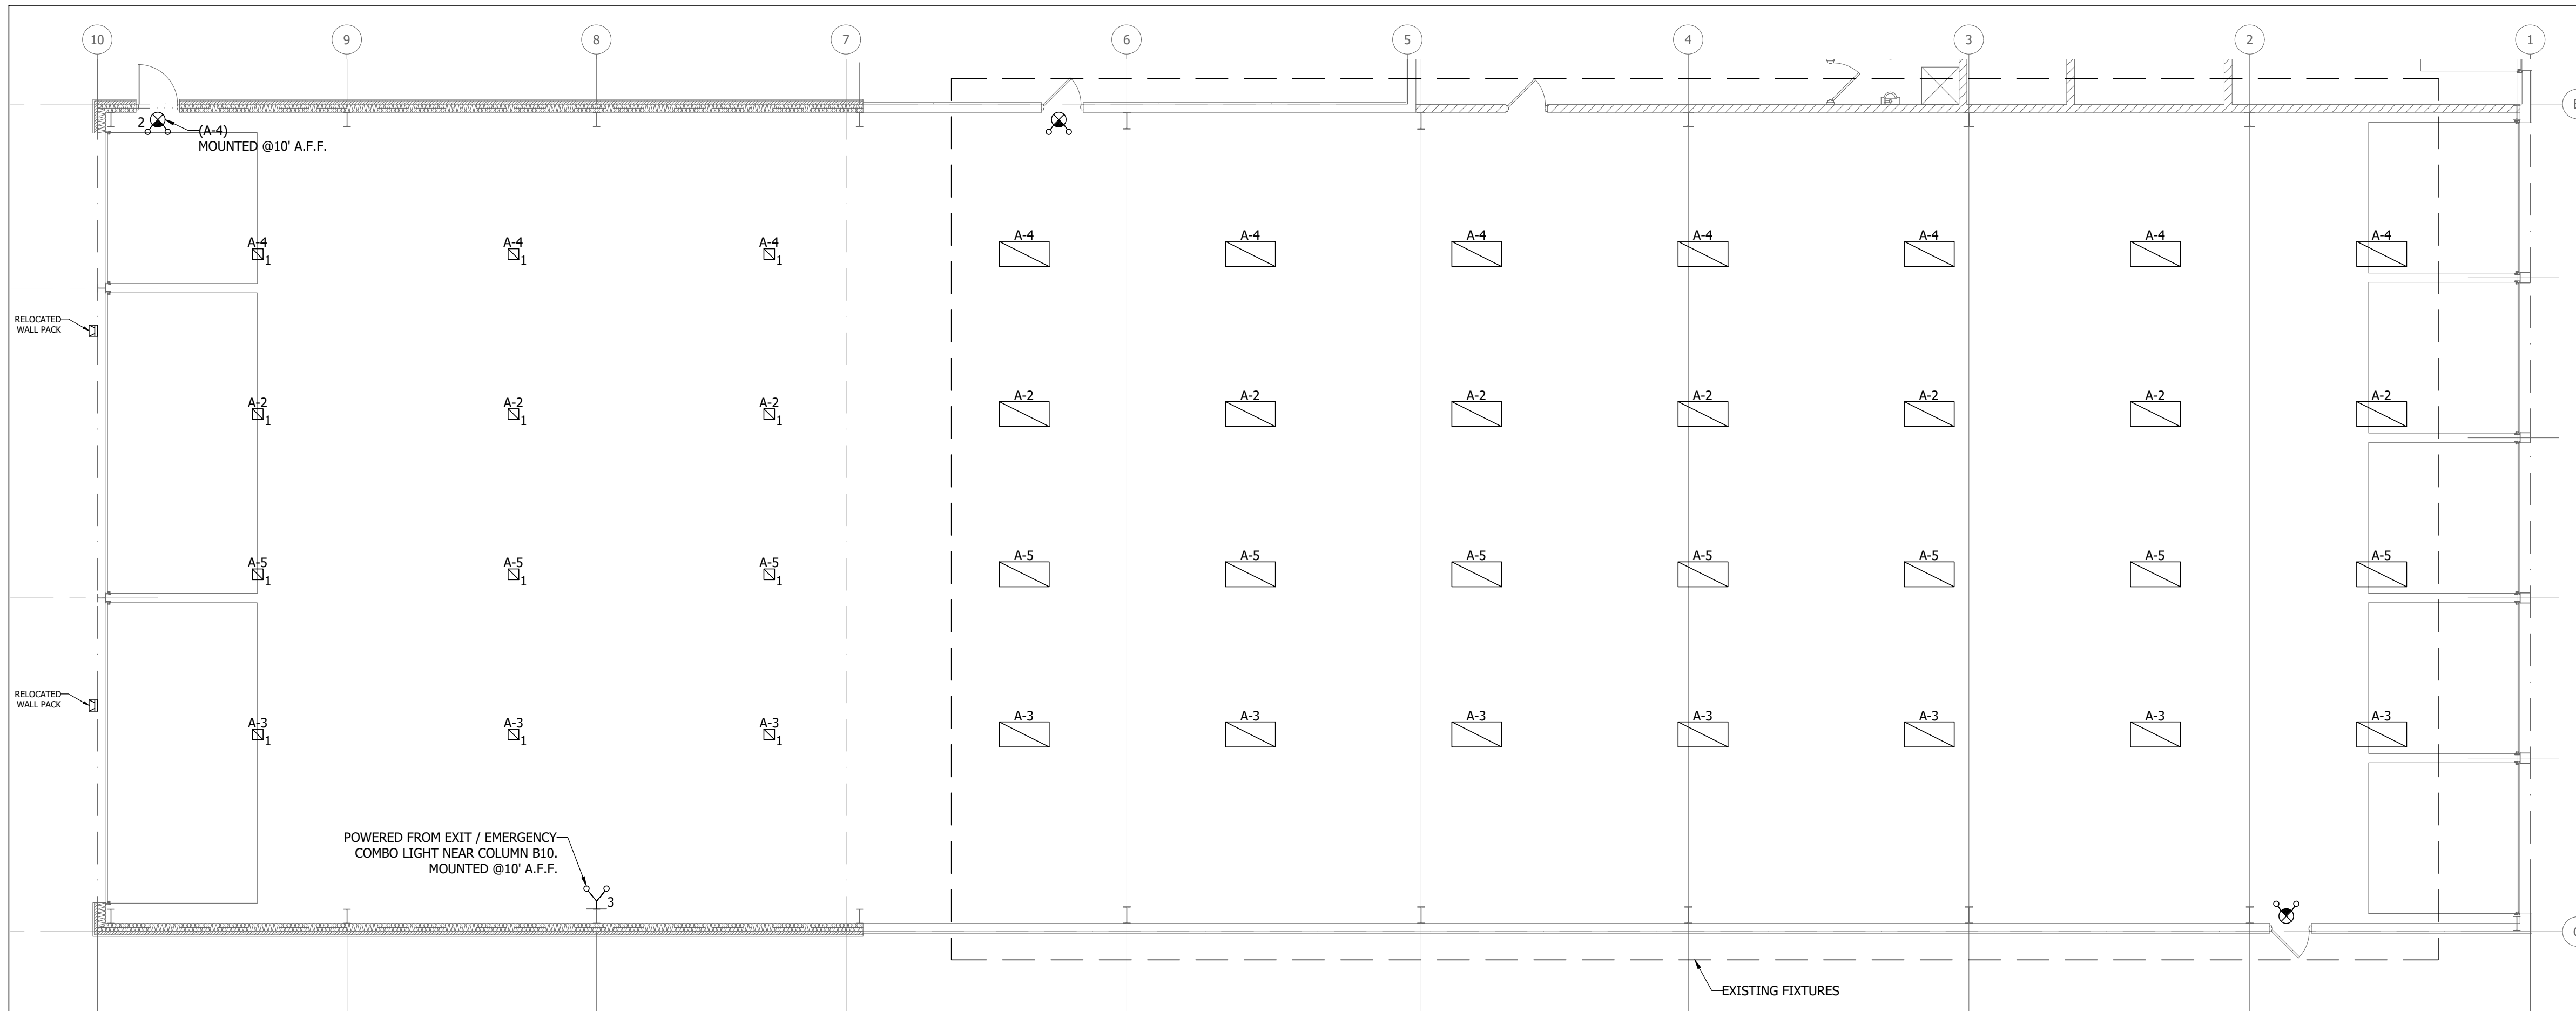 10 9 8 7 6 5 4 3 2 1
2
(A-4)
MOUNTED @10' A.F.F.
A-4 A-4 A-4 A-4 A-4 A-4 A-4 A-4 A-4 A-4
1 1 1
RELOCATED
WALL PACK
A-2 A-2 A-2 A-2 A-2 A-2 A-2 A-2 A-2 A-2
1 1 1
A-5 A-5 A-5 A-5 A-5 A-5 A-5 A-5 A-5 A-5
1 1 1
RELOCATED
WALL PACK
A-3 A-3 A-3 A-3 A-3 A-3 A-3 A-3 A-3 A-3
1 1 1
POWERED FROM EXIT / EMERGENCY
COMBO LIGHT NEAR COLUMN B10.
MOUNTED @10' A.F.F.
3
EXISTING FIXTURES